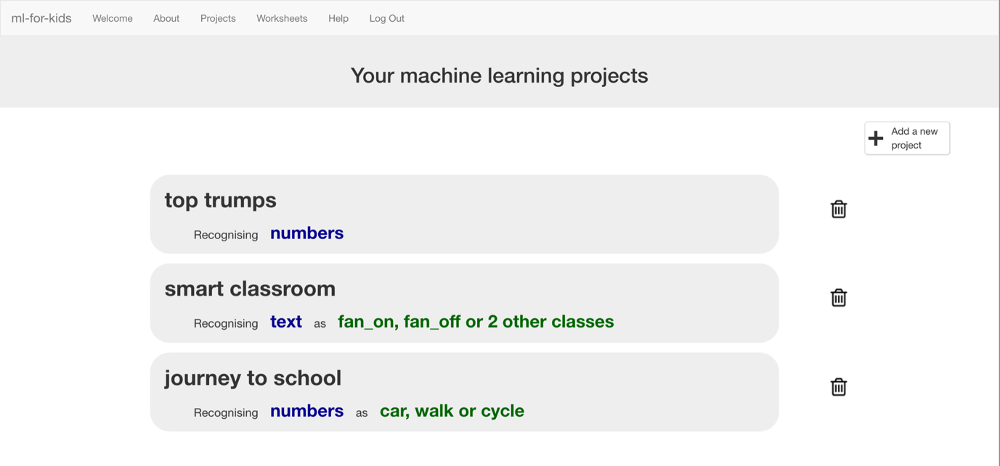 ml-for-kids Welcome About Projects Worksheets Help Log Out
Your machine learning projects
Add a new
project
top trumps
Recognising numbers
smart classroom
Recognising text as fan_on, fan_off or 2 other classes
journey to school
Recognising numbers as car, walk or cycle